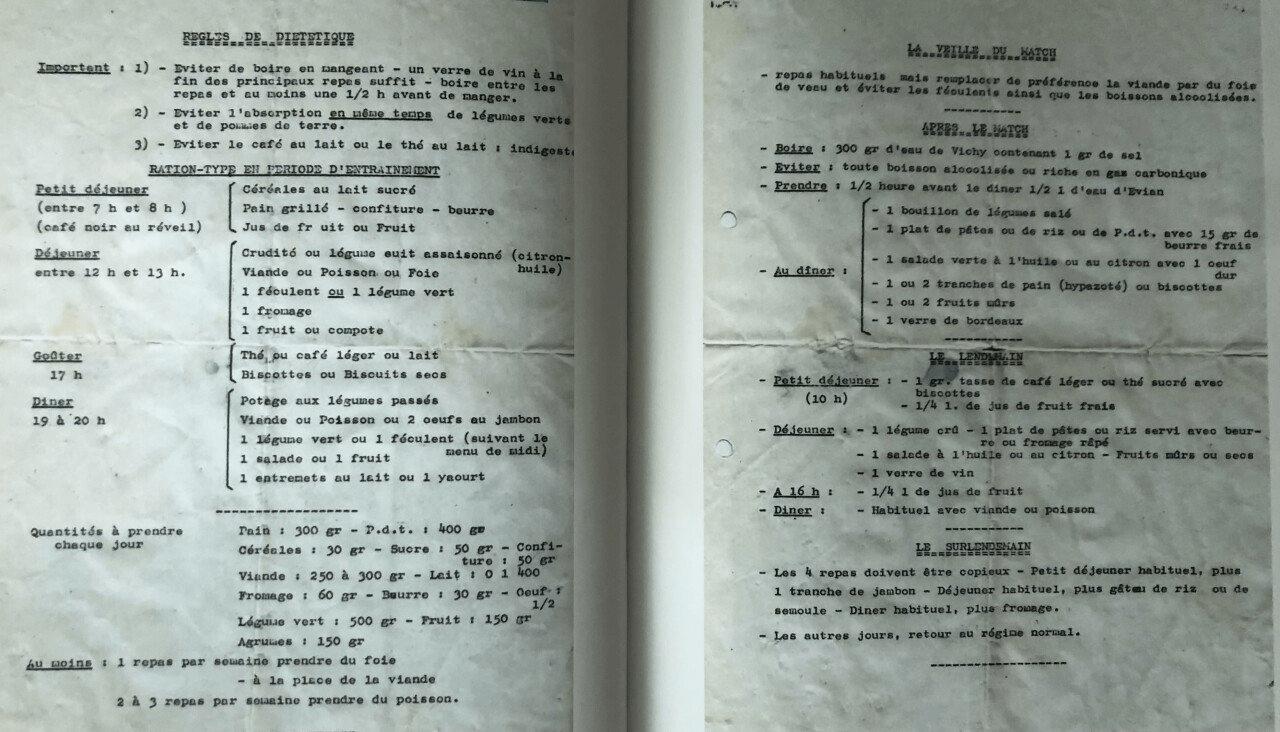 REGLES DE DIETETIQUE
Important : 1) - Eviter de boire en mangeant - un verre de vin à la
fin des principaux repas suffit - boire entre les
repas et au moins une 1/2 h avant de manger.
2) - Eviter l'absorption en même temps de légumes verts
et de pommes de terre.
3) - Eviter le café au lait ou le thé au lait : indigeste
RATION-TYPE EN PERIODE D'ENTRAINEMENT
Petit déjeuner
(entre 7 h et 8 h )
(café noir au réveil)
Céréales au lait sucré
Pain grillé - confiture - beurre
Jus de fr uit ou Fruit
Déjeuner
entre 12 h et 13 h.
Crudité ou légume cuit assaisonné (citron-
huile)
Viande ou Poisson ou Foie
1 féculent ou 1 légume vert
1 fromage
1 fruit ou compote
Goûter
17 h
Thé ou café léger ou lait
Biscottes ou Biscuits secs
Diner
19 à 20 h
Potage aux légumes passés
Viande ou Poisson ou 2 oeufs au jambon
1 légume vert ou 1 féculent (suivant le
menu de midi)
1 salade ou 1 fruit
1 entremets au lait ou 1 yaourt
Quantités à prendre
chaque jour
Pain : 300 gr - P.d.t. : 400 gr
Céréales : 30 gr - Sucre : 50 gr - Confi-
ture : 50 gr
Viande : 250 à 300 gr - Lait : 0 l 400
Fromage : 60 gr - Beurre : 30 gr - Oeuf :
1/2
Légume vert : 500 gr - Fruit : 150 gr
Agrumes : 150 gr
Au moins : 1 repas par semaine prendre du foie
- à la place de la viande
2 à 3 repas par semaine prendre du poisson.
LA VEILLE DU MATCH
- repas habituels mais remplacer de préférence la viande par du foie
de veau et éviter les féculents ainsi que les boissons alcoolisées.
APRES LE MATCH
- Boire : 300 gr d'eau de Vichy contenant 1 gr de sel
- Eviter : toute boisson alcoolisée ou riche en gaz carbonique
- Prendre : 1/2 heure avant le diner 1/2 l d'eau d'Evian
- Au dîner :
- 1 bouillon de légumes salé
- 1 plat de pâtes ou de riz ou de P.d.t. avec 15 gr de
beurre frais
- 1 salade verte à l'huile ou au citron avec 1 oeuf
dur
- 1 ou 2 tranches de pain (hypazoté) ou biscottes
- 1 ou 2 fruits mûrs
- 1 verre de bordeaux
LE LENDEMAIN
- Petit déjeuner : - 1 gr. tasse de café léger ou thé sucré avec
biscottes
(10 h)
- 1/4 l. de jus de fruit frais
- Déjeuner : - 1 légume crû - 1 plat de pâtes ou riz servi avec beur-
re ou fromage râpé
- 1 salade à l'huile ou au citron - Fruits mûrs ou secs
- 1 verre de vin
- A 16 h : - 1/4 l de jus de fruit
- Diner : - Habituel avec viande ou poisson
LE SURLENDEMAIN
- Les 4 repas doivent être copieux - Petit déjeuner habituel, plus
1 tranche de jambon - Déjeuner habituel, plus gâteau de riz ou de
semoule - Diner habituel, plus fromage.
- Les autres jours, retour au régime normal.